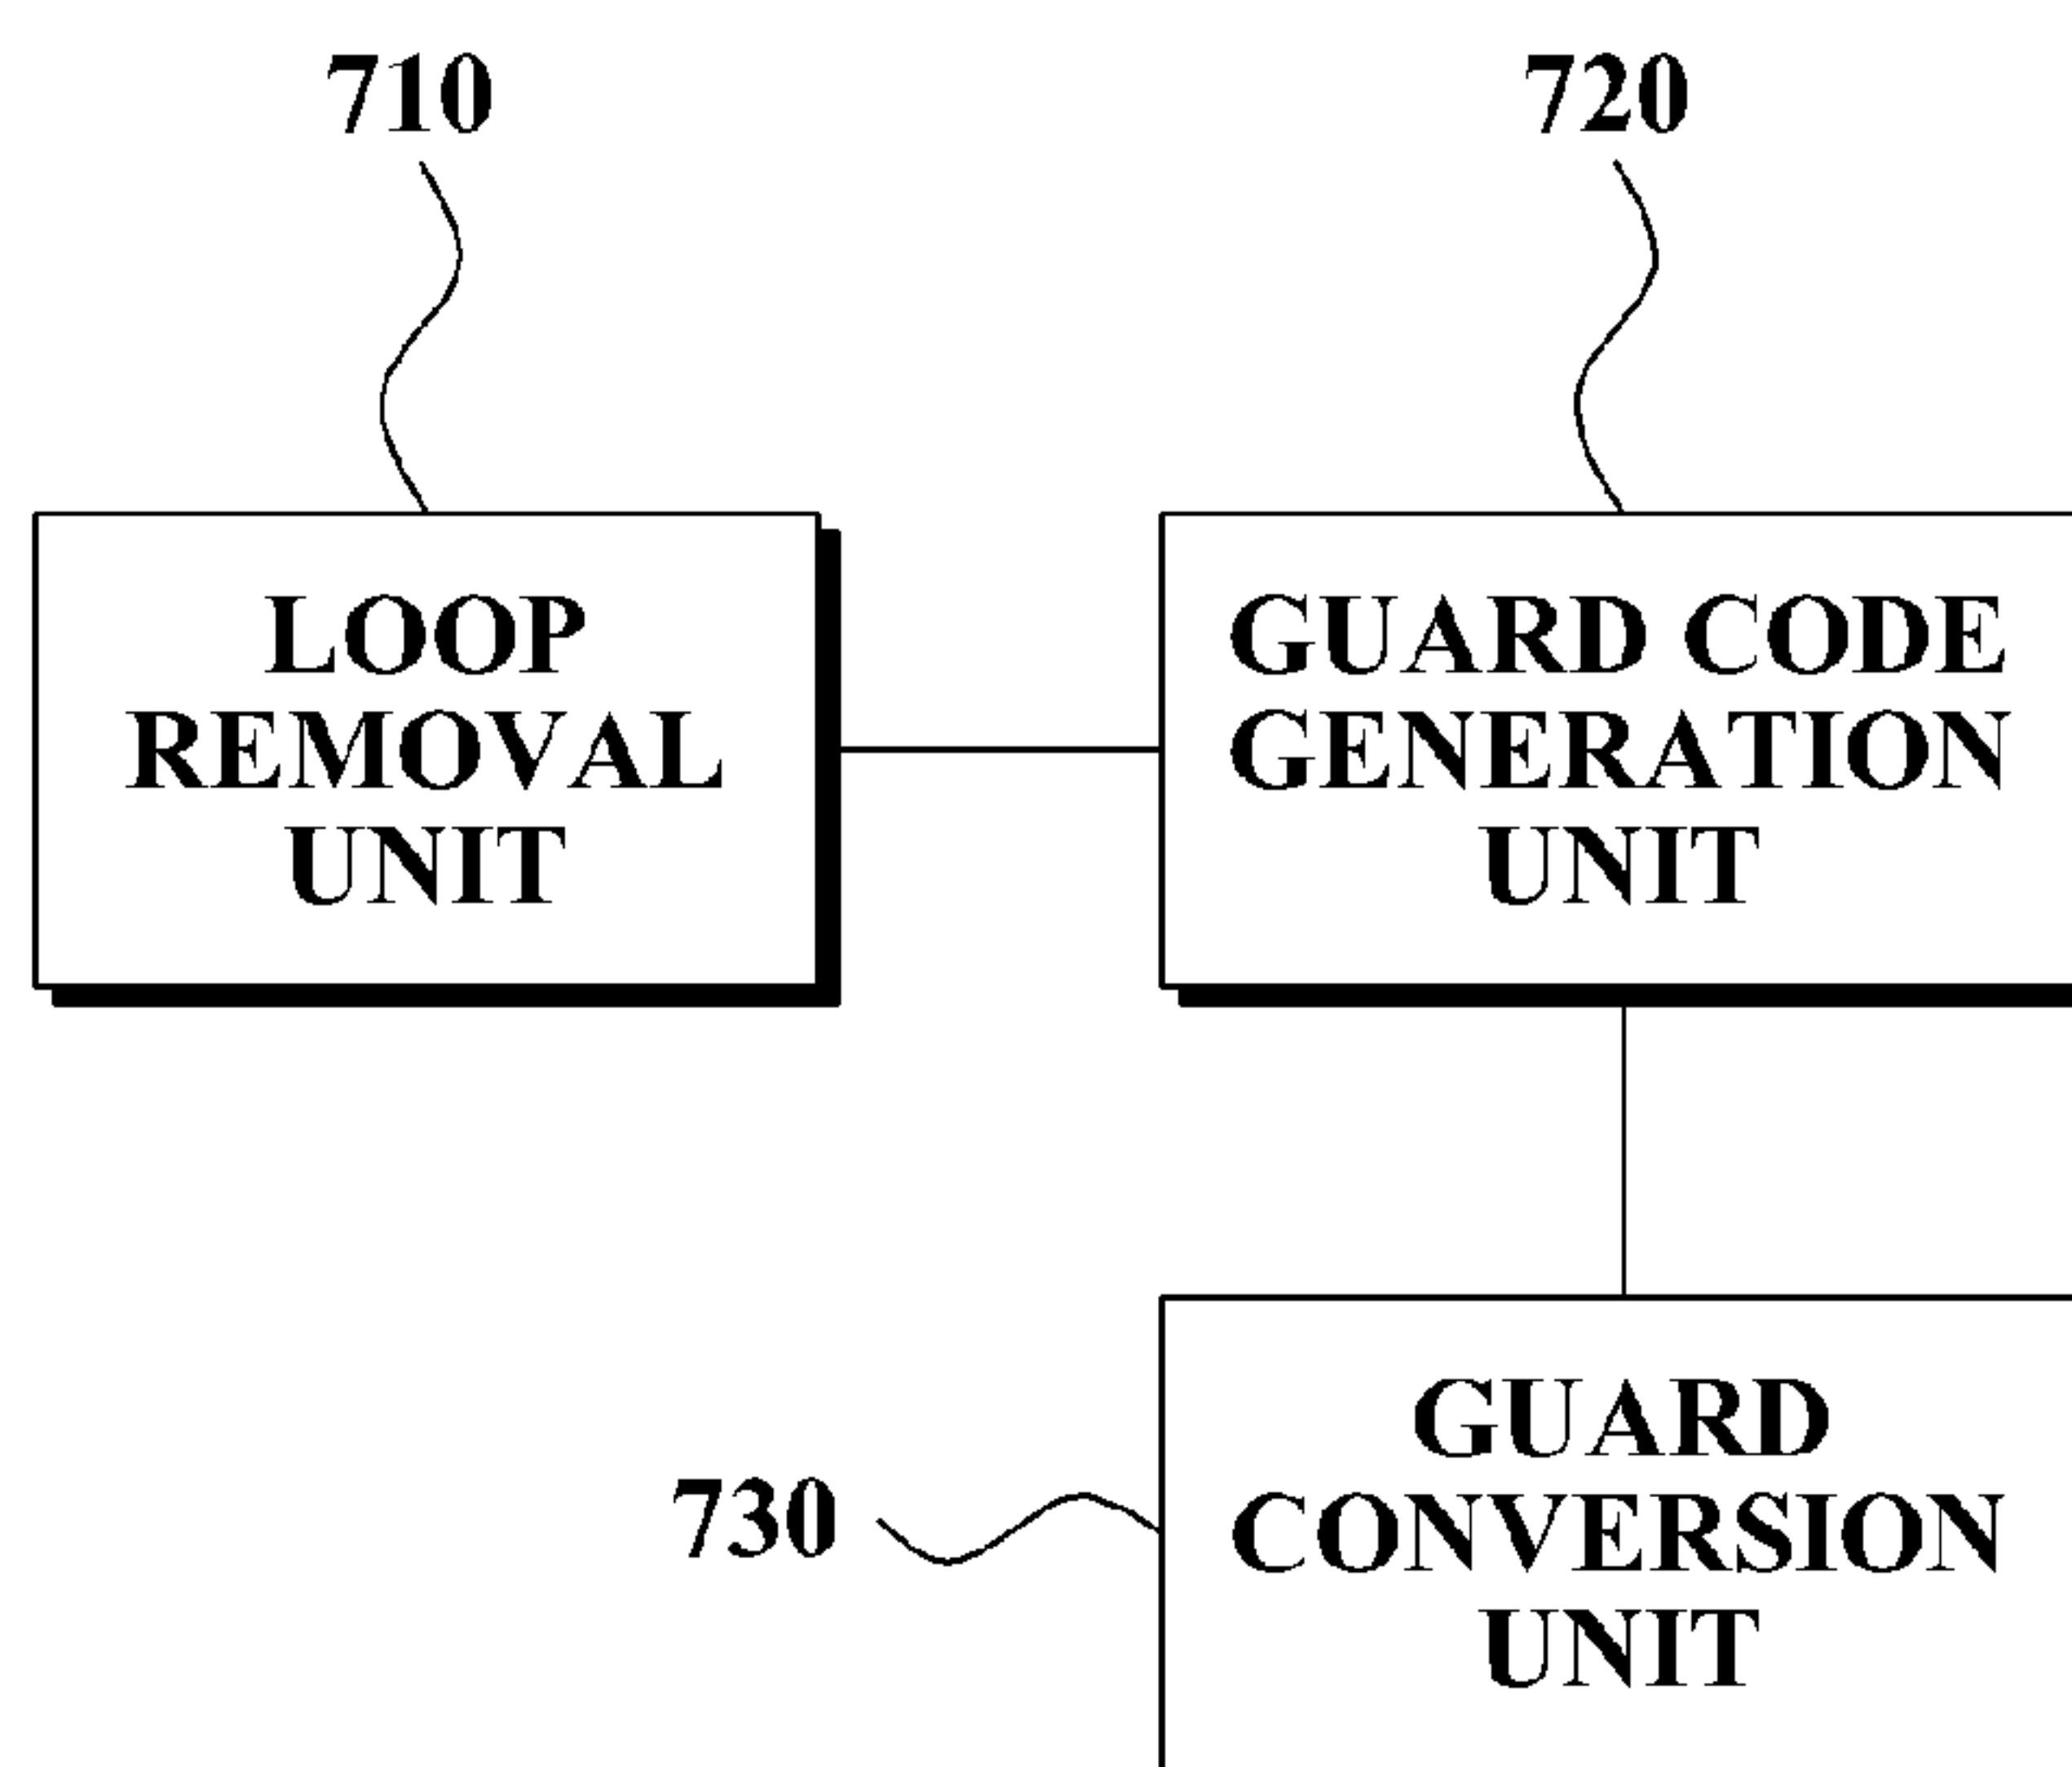 710
720
LOOP
REMOVAL
UNIT
GUARD CODE
GENERATION
UNIT
730
GUARD
CONVERSION
UNIT